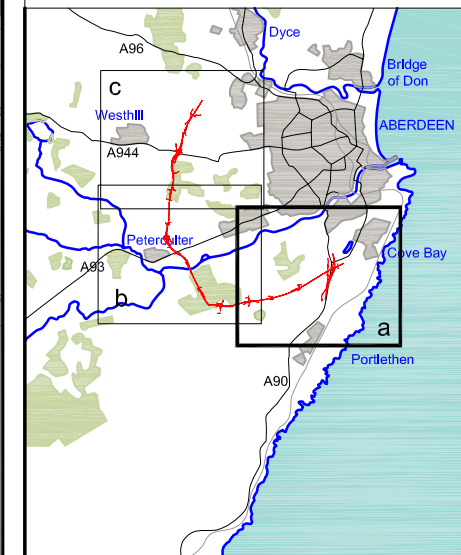 Dyce
A96
Bridge
of Don
c
Westhill
ABERDEEN
A944
Peterculter
Cove Bay
A93
b
a
Portlethen
A90